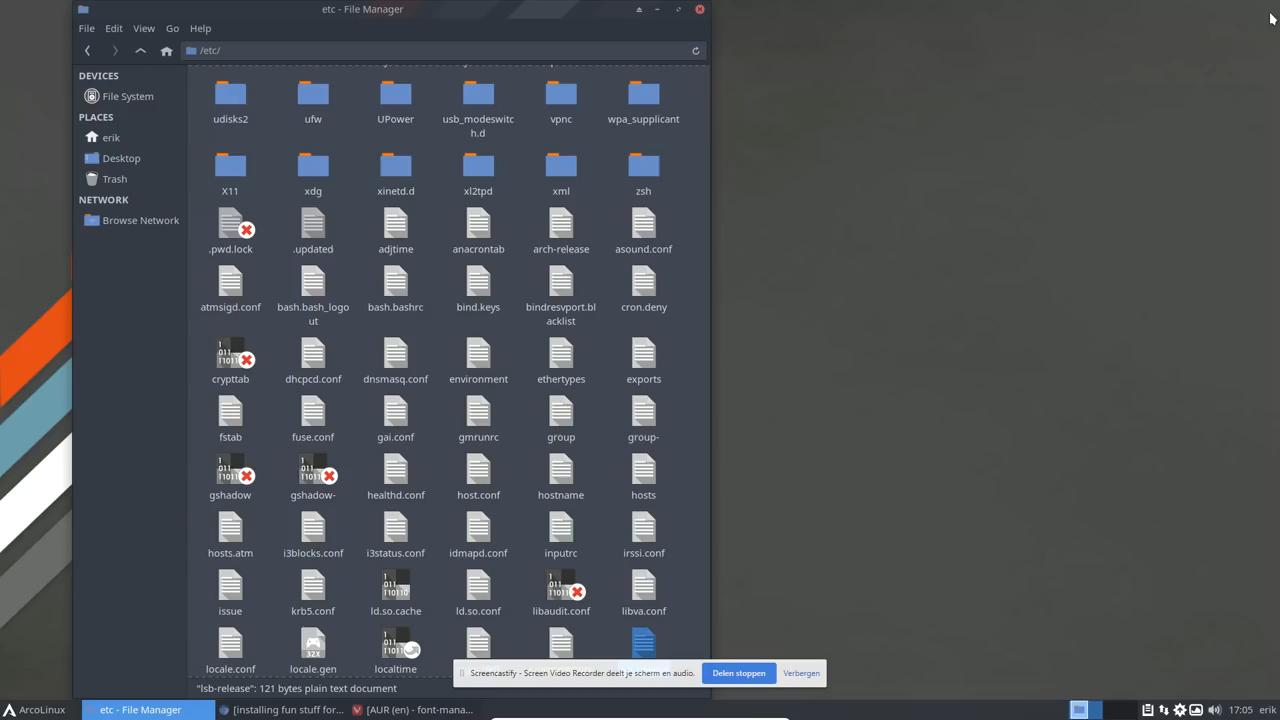 etc - File Manager
File Edit View Go Help
/etc/
DEVICES
File System
PLACES
erik
Desktop
Trash
NETWORK
Browse Network
udisks2 ufw UPower usb_modeswitc vpnc wpa_supplicant
h.d
X11 xdg xinetd.d xl2tpd xml zsh
.pwd.lock .updated adjtime anacrontab arch-release asound.conf
atmsigd.conf bash.bash_logo bash.bashrc bind.keys bindresvport.bl cron.deny
ut acklist
crypttab dhcpcd.conf dnsmasq.conf environment ethertypes exports
fstab fuse.conf gai.conf gmrunrc group group-
gshadow gshadow- healthd.conf host.conf hostname hosts
hosts.atm i3blocks.conf i3status.conf idmapd.conf inputrc irssi.conf
issue krb5.conf ld.so.cache ld.so.conf libaudit.conf libva.conf
locale.conf locale.gen localtime
Screencastify - Screen Video Recorder deelt je scherm en audio. Delen stoppen Verbergen
"lsb-release": 121 bytes plain text document
ArcoLinux etc - File Manager [installing fun stuff for... [AUR (en) - font-mana... 17:05 erik